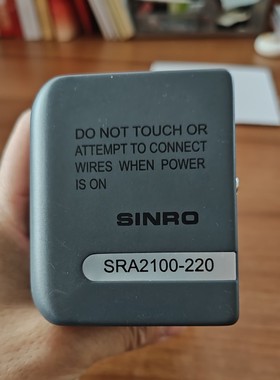 DO NOT TOUCH OR
ATTEMPT TO CONNECT
WIRES WHEN POWER
IS ON
SINRO
SRA2100-220